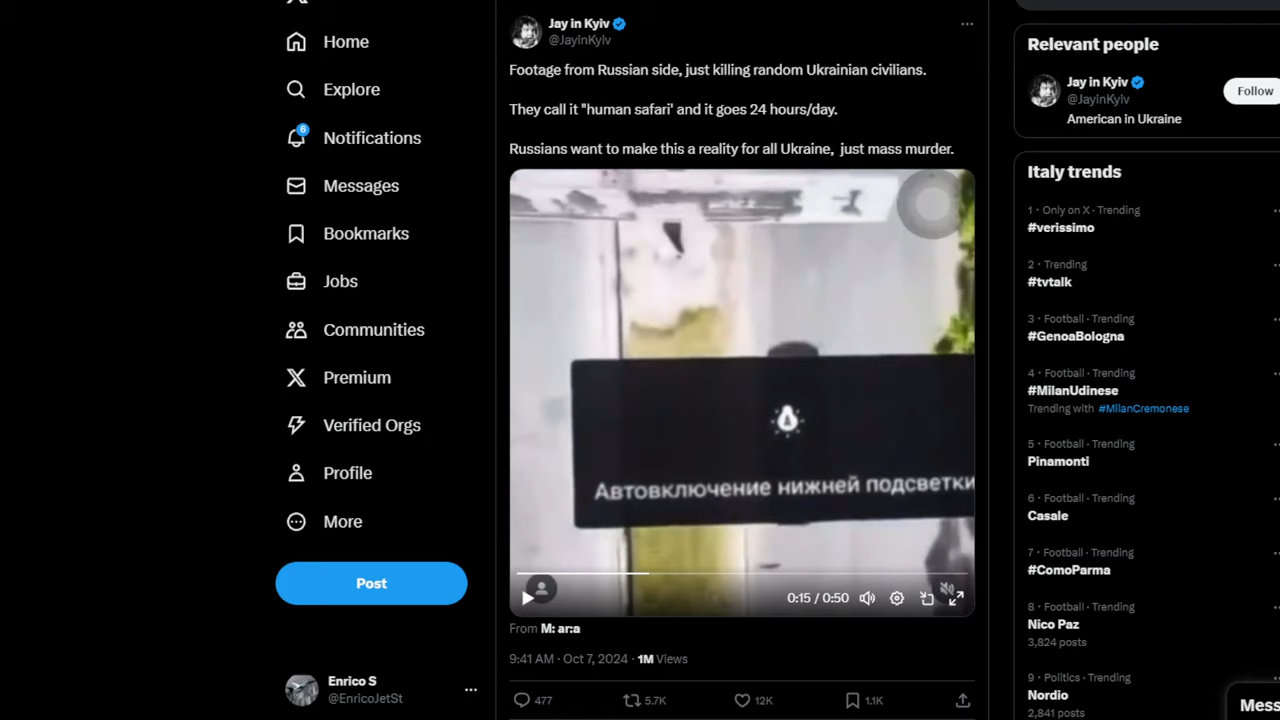 Home
Explore
6
Notifications
Messages
Bookmarks
Jobs
Communities
Premium
Verified Orgs
Profile
More
Post
Enrico S
@EnricoJetSt
Jay in Kyiv
@JayinKyiv
Footage from Russian side, just killing random Ukrainian civilians.
They call it "human safari' and it goes 24 hours/day.
Russians want to make this a reality for all Ukraine, just mass murder.
Автовключение нижней подсветки
0:15 / 0:50
From M: ar:a
9:41 AM · Oct 7, 2024 · 1M Views
477
5.7K
12K
1.1K
Relevant people
Jay in Kyiv
@JayinKyiv
Follow
American in Ukraine
Italy trends
1 · Only on X · Trending
#verissimo
2 · Trending
#tvtalk
3 · Football · Trending
#GenoaBologna
4 · Football · Trending
#MilanUdinese
Trending with #MilanCremonese
5 · Football · Trending
Pinamonti
6 · Football · Trending
Casale
7 · Football · Trending
#ComoParma
8 · Football · Trending
Nico Paz
3,824 posts
9 · Politics · Trending
Nordio
2,841 posts
Mess